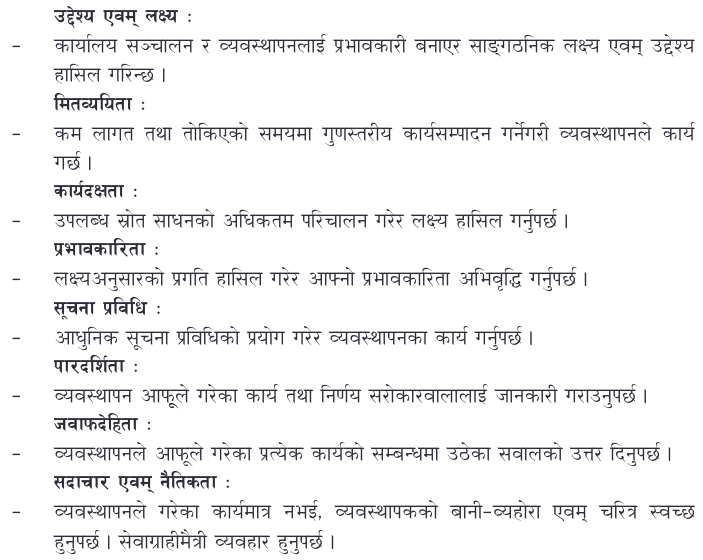 उद्देश्य एवम् लक्ष्य :
- कार्यालय सञ्चालन र व्यवस्थापनलाई प्रभावकारी बनाएर साङ्गठनिक लक्ष्य एवम् उद्देश्य
हासिल गरिन्छ ।
मितव्ययिता :
- कम लागत तथा तोकिएको समयमा गुणस्तरीय कार्यसम्पादन गर्नेगरी व्यवस्थापनले कार्य
गर्छ ।
कार्यदक्षता :
- उपलब्ध स्रोत साधनको अधिकतम परिचालन गरेर लक्ष्य हासिल गर्नुपर्छ ।
प्रभावकारिता :
- लक्ष्यअनुसारको प्रगति हासिल गरेर आफ्नो प्रभावकारिता अभिवृद्धि गर्नुपर्छ ।
सूचना प्रविधि :
- आधुनिक सूचना प्रविधिको प्रयोग गरेर व्यवस्थापनका कार्य गर्नुपर्छ ।
पारदर्शिता :
- व्यवस्थापन आफूले गरेका कार्य तथा निर्णय सरोकारवालालाई जानकारी गराउनुपर्छ ।
जवाफदेहिता :
- व्यवस्थापनले आफूले गरेका प्रत्येक कार्यको सम्बन्धमा उठेका सवालको उत्तर दिनुपर्छ ।
सदाचार एवम् नैतिकता :
- व्यवस्थापनले गरेका कार्यमात्र नभई, व्यवस्थापकको बानी-व्यहोरा एवम् चरित्र स्वच्छ
हुनुपर्छ । सेवाग्राहीमैत्री व्यवहार हुनुपर्छ ।